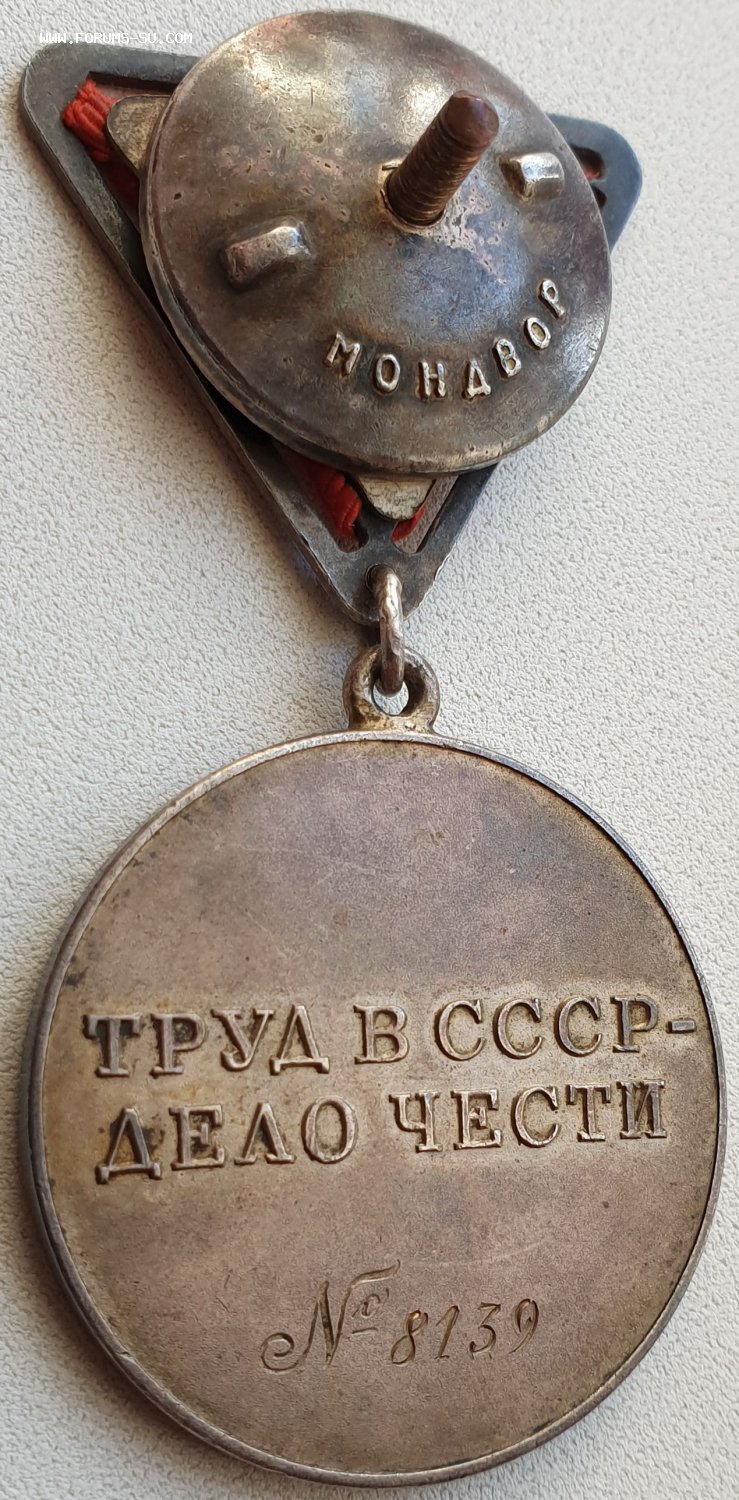 WWW.FORUMS-SU.COM
МОНДВОР
ТРУД В СССР-
ДЕЛО ЧЕСТИ
№ 8139